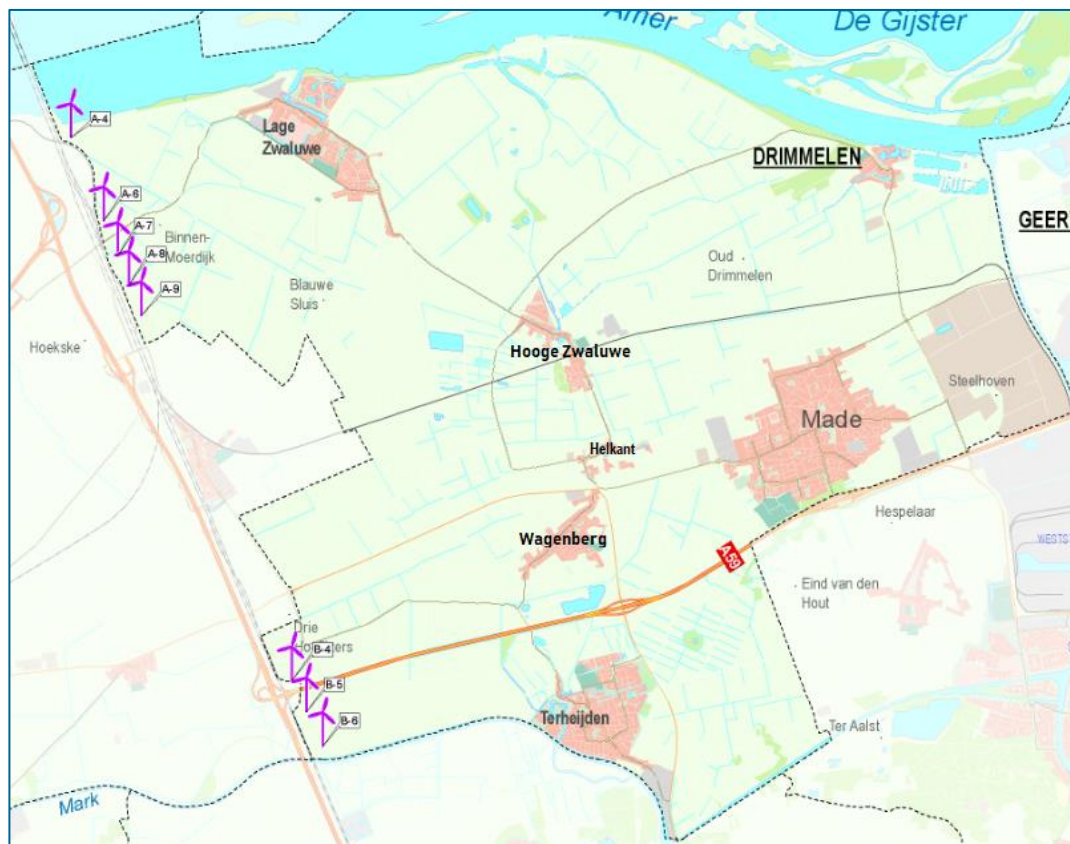 Amer
De Gijster
A-4
Lage
Zwaluwe
DRIMMELEN
A-6
GEER
A-7
Binnen-
Moerdijk
A-8
Oud
Drimmelen
A-9
Blauwe
Sluis
Hoekske
Hooge Zwaluwe
Steelhoven
Made
Helkant
Hespelaar
Wagenberg
WESTS
A59
Eind van den
Hout
Drie
B-4
B-5
B-6
Terheijden
Ter Aalst
Mark